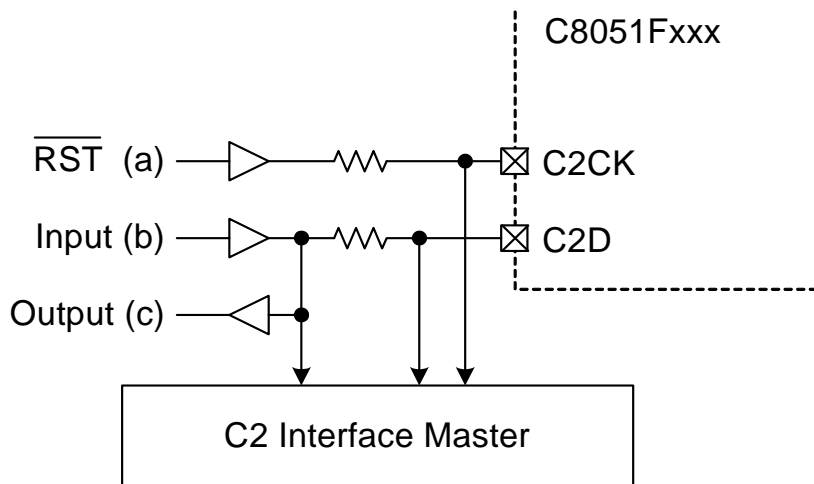 C8051Fxxx
RST (a)
C2CK
Input (b)
C2D
Output (c)
C2 Interface Master